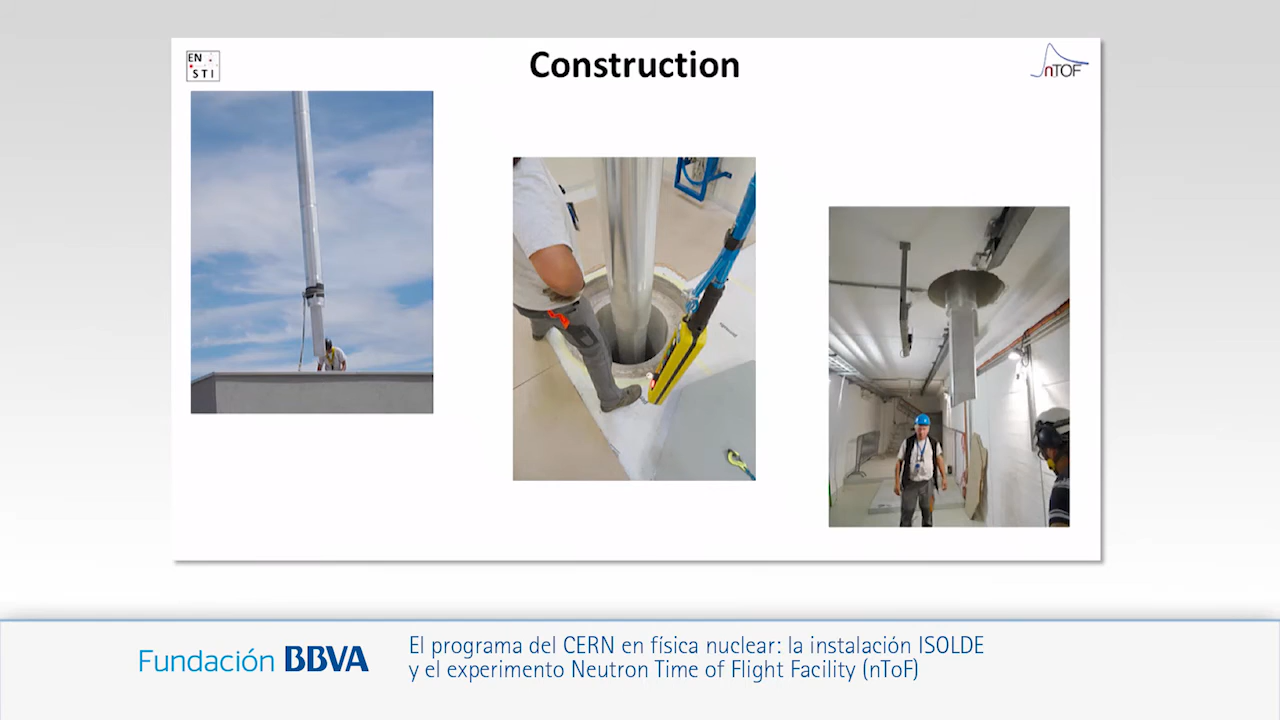 EN
STI
Construction
nTOF
Fundación BBVA
El programa del CERN en física nuclear: la instalación ISOLDE
y el experimento Neutron Time of Flight Facility (nToF)